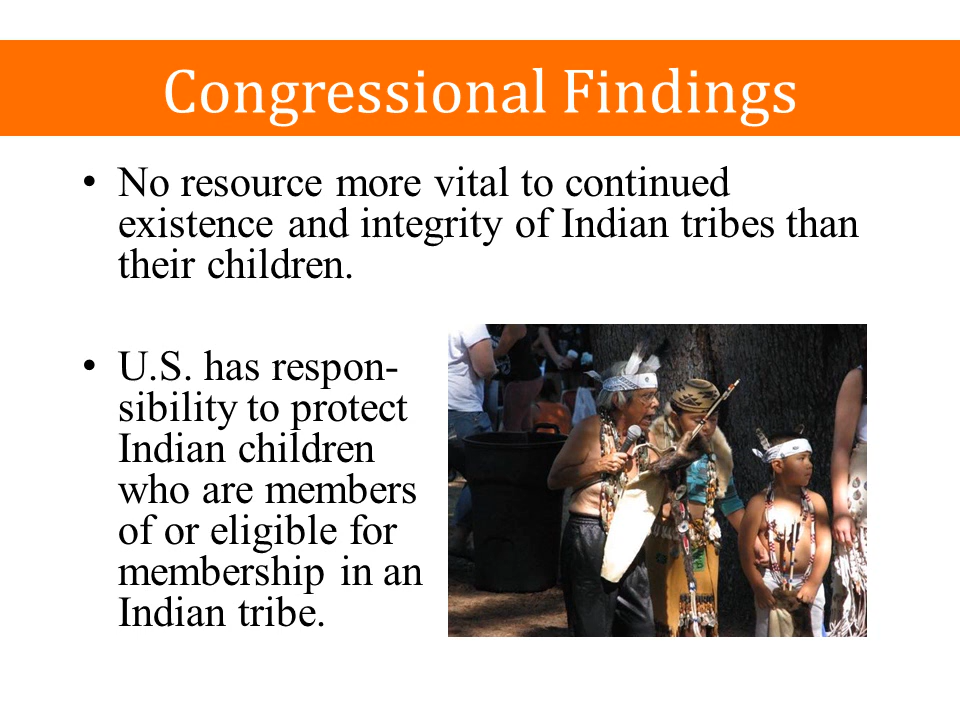 Congressional Findings
• No resource more vital to continued
existence and integrity of Indian tribes than
their children.
• U.S. has respon-
sibility to protect
Indian children
who are members
of or eligible for
membership in an
Indian tribe.